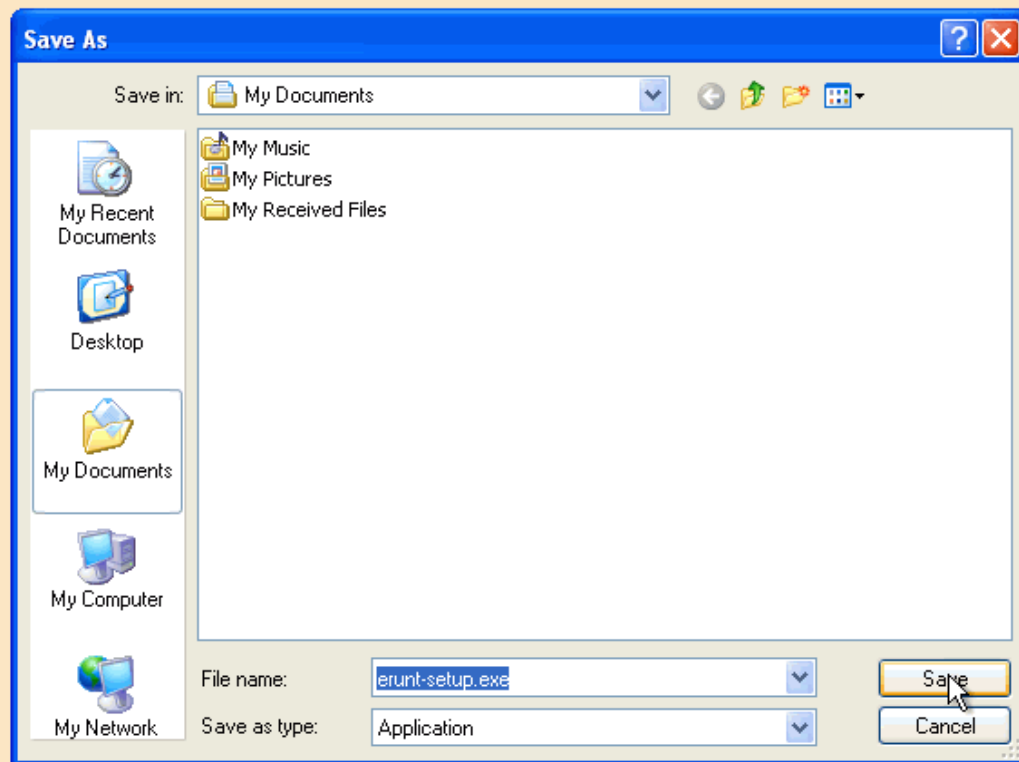 Save As
?
Save in: My Documents
My Music
My Pictures
My Received Files
My Recent
Documents
Desktop
My Documents
My Computer
My Network
File name: erunt-setup.exe Save
Save as type: Application Cancel